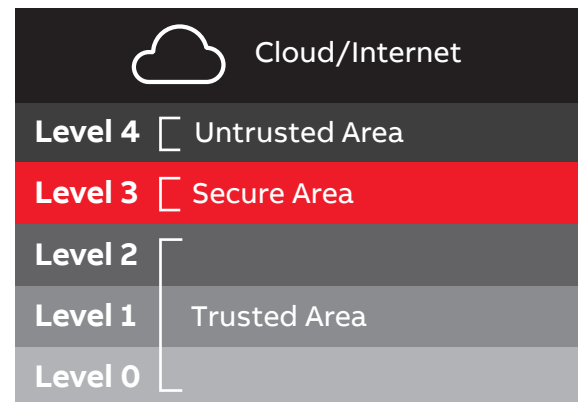 Cloud/Internet
Level 4 Untrusted Area
Level 3 Secure Area
Level 2
Level 1 Trusted Area
Level 0